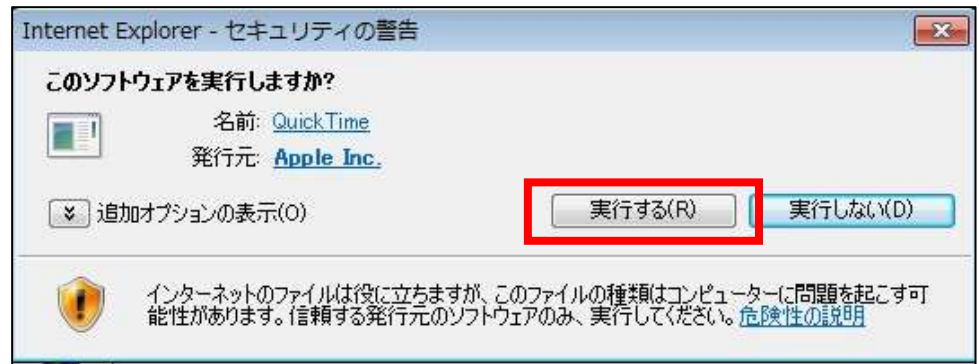 Internet Explorer - セキュリティの警告
このソフトウェアを実行しますか?
名前: QuickTime
発行元: Apple Inc.
追加オプションの表示(O)
実行する(R)
実行しない(D)
インターネットのファイルは役に立ちますが、このファイルの種類はコンピューターに問題を起こす可
能性があります。信頼する発行元のソフトウェアのみ、実行してください。危険性の説明